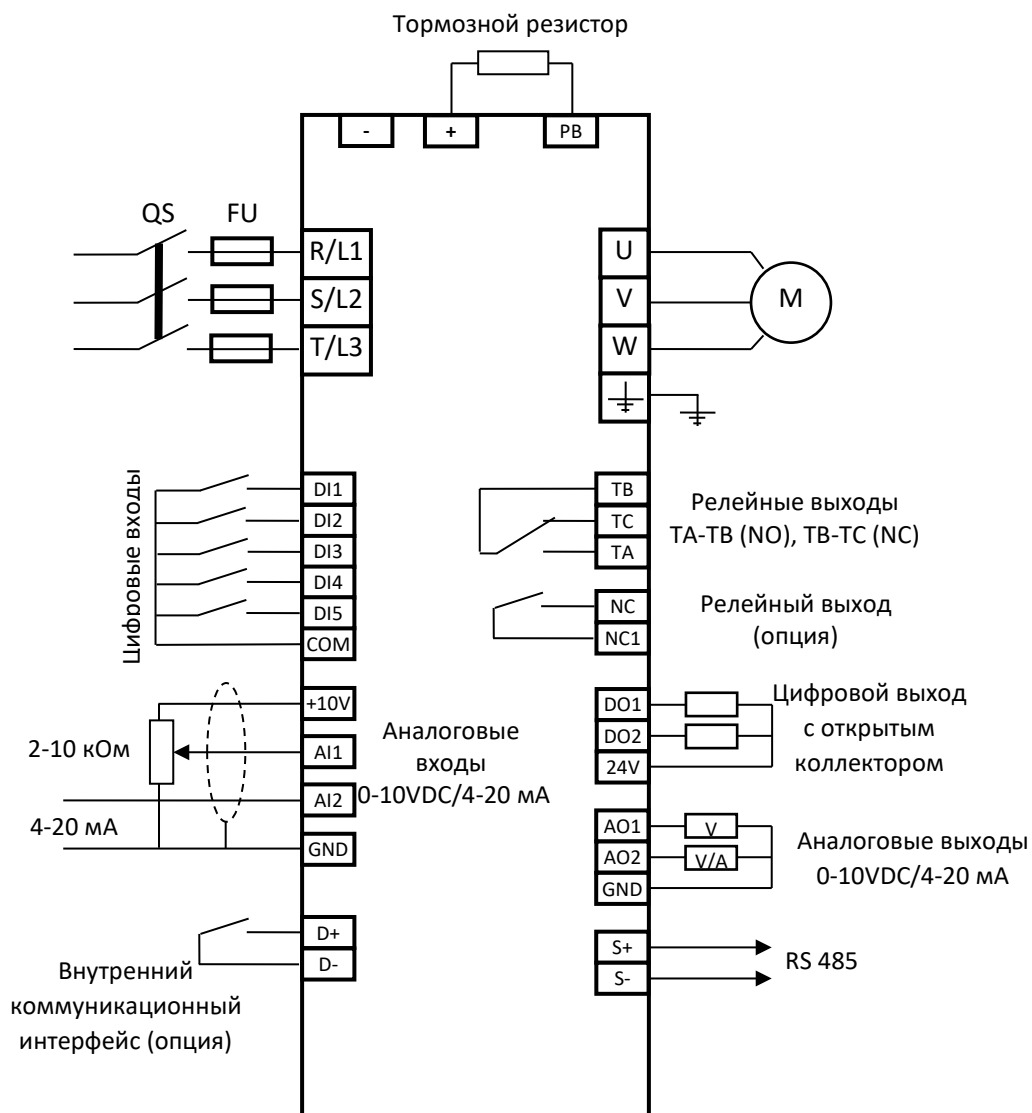 Тормозной резистор
-
+
PB
QS
FU
R/L1
S/L2
T/L3
U
V
W
M
Цифровые входы
DI1
DI2
DI3
DI4
DI5
COM
TB
TC
TA
Релейные выходы
TA-TB (NO), TB-TC (NC)
NC
NC1
Релейный выход
(опция)
2-10 кОм
4-20 мА
+10V
AI1
AI2
GND
Аналоговые
входы
0-10VDC/4-20 мА
DO1
DO2
24V
Цифровой выход
с открытым
коллектором
AO1
AO2
GND
V
V/A
Аналоговые выходы
0-10VDC/4-20 мА
D+
D-
Внутренний
коммуникационный
интерфейс (опция)
S+
S-
RS 485